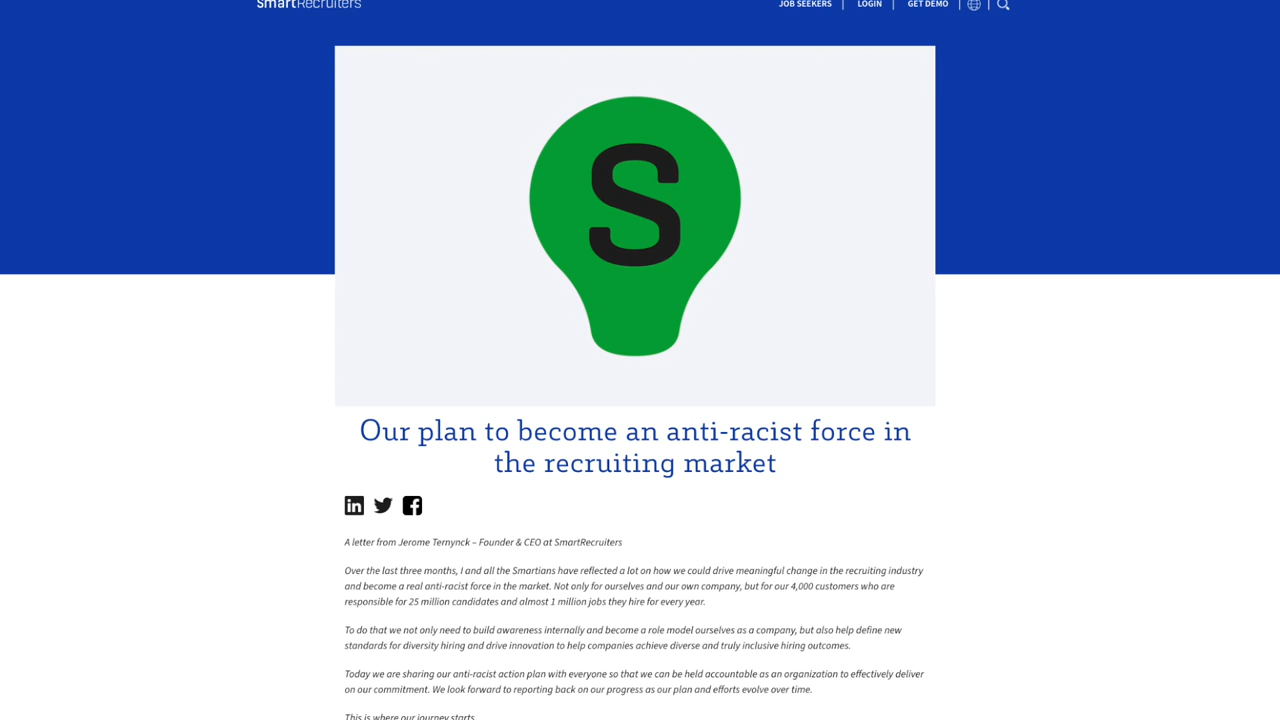 smartRecruiters
JOB SEEKERS | LOGIN | GET DEMO | |
S
Our plan to become an anti-racist force in
the recruiting market
in
A letter from Jerome Ternynck – Founder & CEO at SmartRecruiters
Over the last three months, I and all the Smartians have reflected a lot on how we could drive meaningful change in the recruiting industry
and become a real anti-racist force in the market. Not only for ourselves and our own company, but for our 4,000 customers who are
responsible for 25 million candidates and almost 1 million jobs they hire for every year.
To do that we not only need to build awareness internally and become a role model ourselves as a company, but also help define new
standards for diversity hiring and drive innovation to help companies achieve diverse and truly inclusive hiring outcomes.
Today we are sharing our anti-racist action plan with everyone so that we can be held accountable as an organization to effectively deliver
on our commitment. We look forward to reporting back on our progress as our plan and efforts evolve over time.
This is where our journey starts